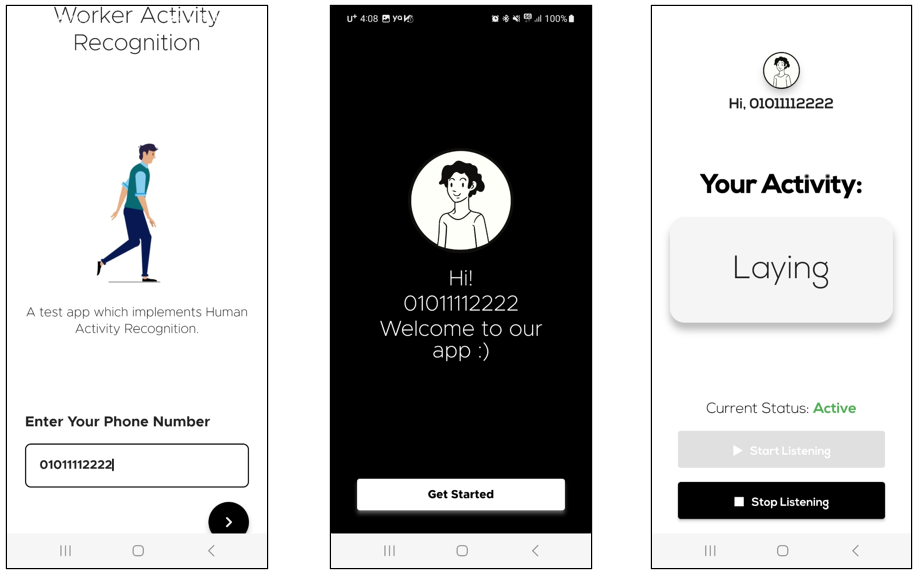 Worker Activity
Recognition
A test app which implements Human
Activity Recognition.
Enter Your Phone Number
01011112222
U+ 4:08
100%
Hi!
01011112222
Welcome to our
app :)
Get Started
Hi, 01011112222
Your Activity:
Laying
Current Status: Active
Start Listening
Stop Listening